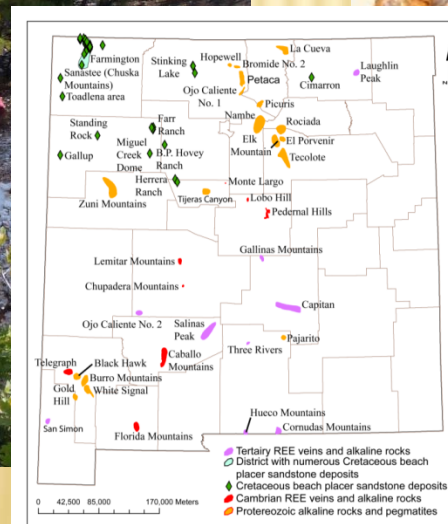 La Cueva
Hopewell
Bromide No. 2
Stinking
Lake
Petaca
Laughlin
Peak
Farmington
Sanastee (Chuska
Mountains)
Toadlena area
Ojo Caliente
No. 1
Cimarron
Picuris
Nambe
Rociada
Standing
Rock
Farr
Ranch
Miguel
Creek
Dome
B.P. Hovey
Ranch
Elk
Mountain
El Porvenir
Tecolote
Gallup
Herrera
Ranch
Monte Largo
Zuni Mountains
Tijeras Canyon
Lobo Hill
Pedernal Hills
Gallinas Mountains
Lemitar Mountains
Chupadera Mountains
Capitan
Ojo Caliente No. 2
Salinas
Peak
Three Rivers
Pajarito
Telegraph
Black Hawk
Caballo
Mountains
Burro Mountains
Gold
Hill
White Signal
San Simon
Florida Mountains
Hueco Mountains
Cornudas Mountains
Tertiary REE veins and alkaline rocks
District with numerous Cretaceous beach
placer sandstone deposits
Cretaceous beach placer sandstone deposits
Cambrian REE veins and alkaline rocks
Protereozoic alkaline rocks and pegmatites
0 42,500 85,000 170,000 Meters